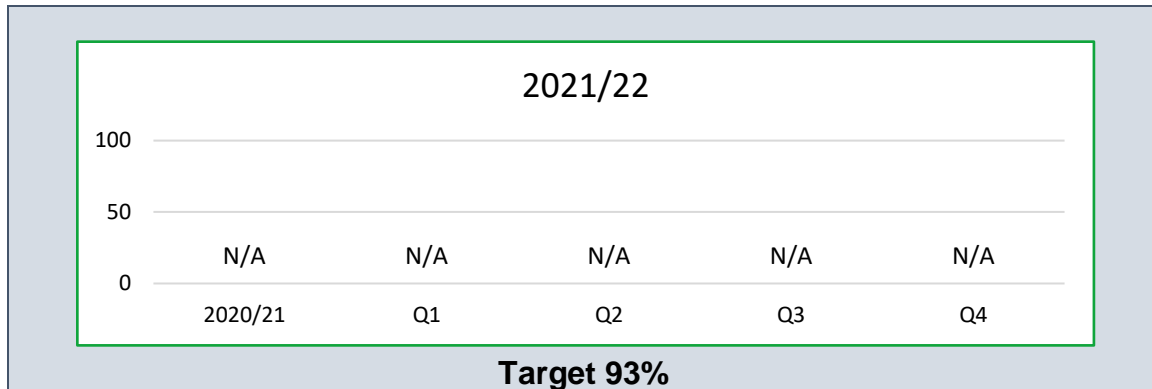 2021/22
100
50
0
N/A N/A N/A N/A N/A
2020/21 Q1 Q2 Q3 Q4
Target 93%